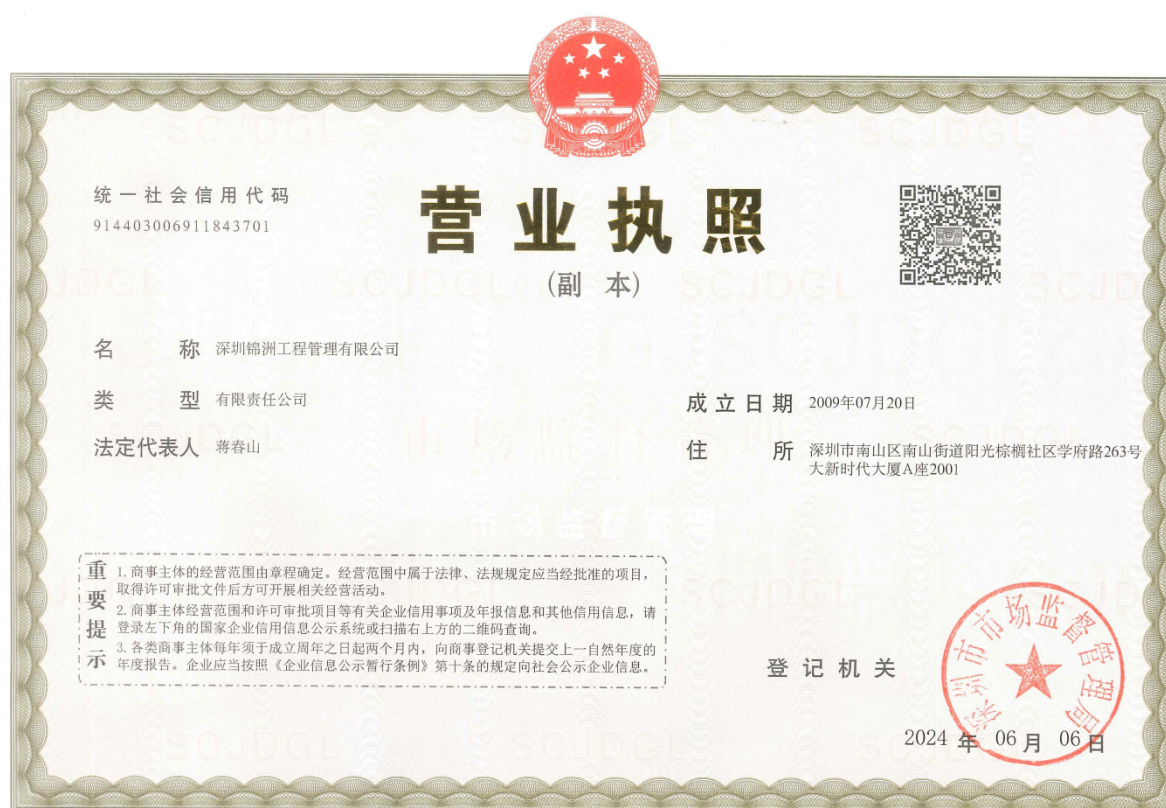 统一社会信用代码
914403006911843701
营业执照
(副 本)
名 称 深圳锦洲工程管理有限公司
类 型 有限责任公司
法定代表人 蒋春山
成立日期 2009年07月20日
住 所 深圳市南山区南山街道阳光棕榈社区学府路263号
大新时代大厦A座2001
重要提示
1. 商事主体的经营范围由章程确定。经营范围中属于法律、法规规定应当经批准的项目，
取得许可审批文件后方可开展相关经营活动。
2. 商事主体经营范围和许可审批项目等有关企业信用事项及年报信息和其他信用信息，请
登录左下角的国家企业信用信息公示系统或扫描右上方的二维码查询。
3. 各类商事主体每年须于成立周年之日起两个月内，向商事登记机关提交上一自然年度的
年度报告。企业应当按照《企业信息公示暂行条例》第十条的规定向社会公示企业信息。
登记机关
深圳市市场监督管理局
2024 年 06 月 06 日
SCJDGL
市场监督管理